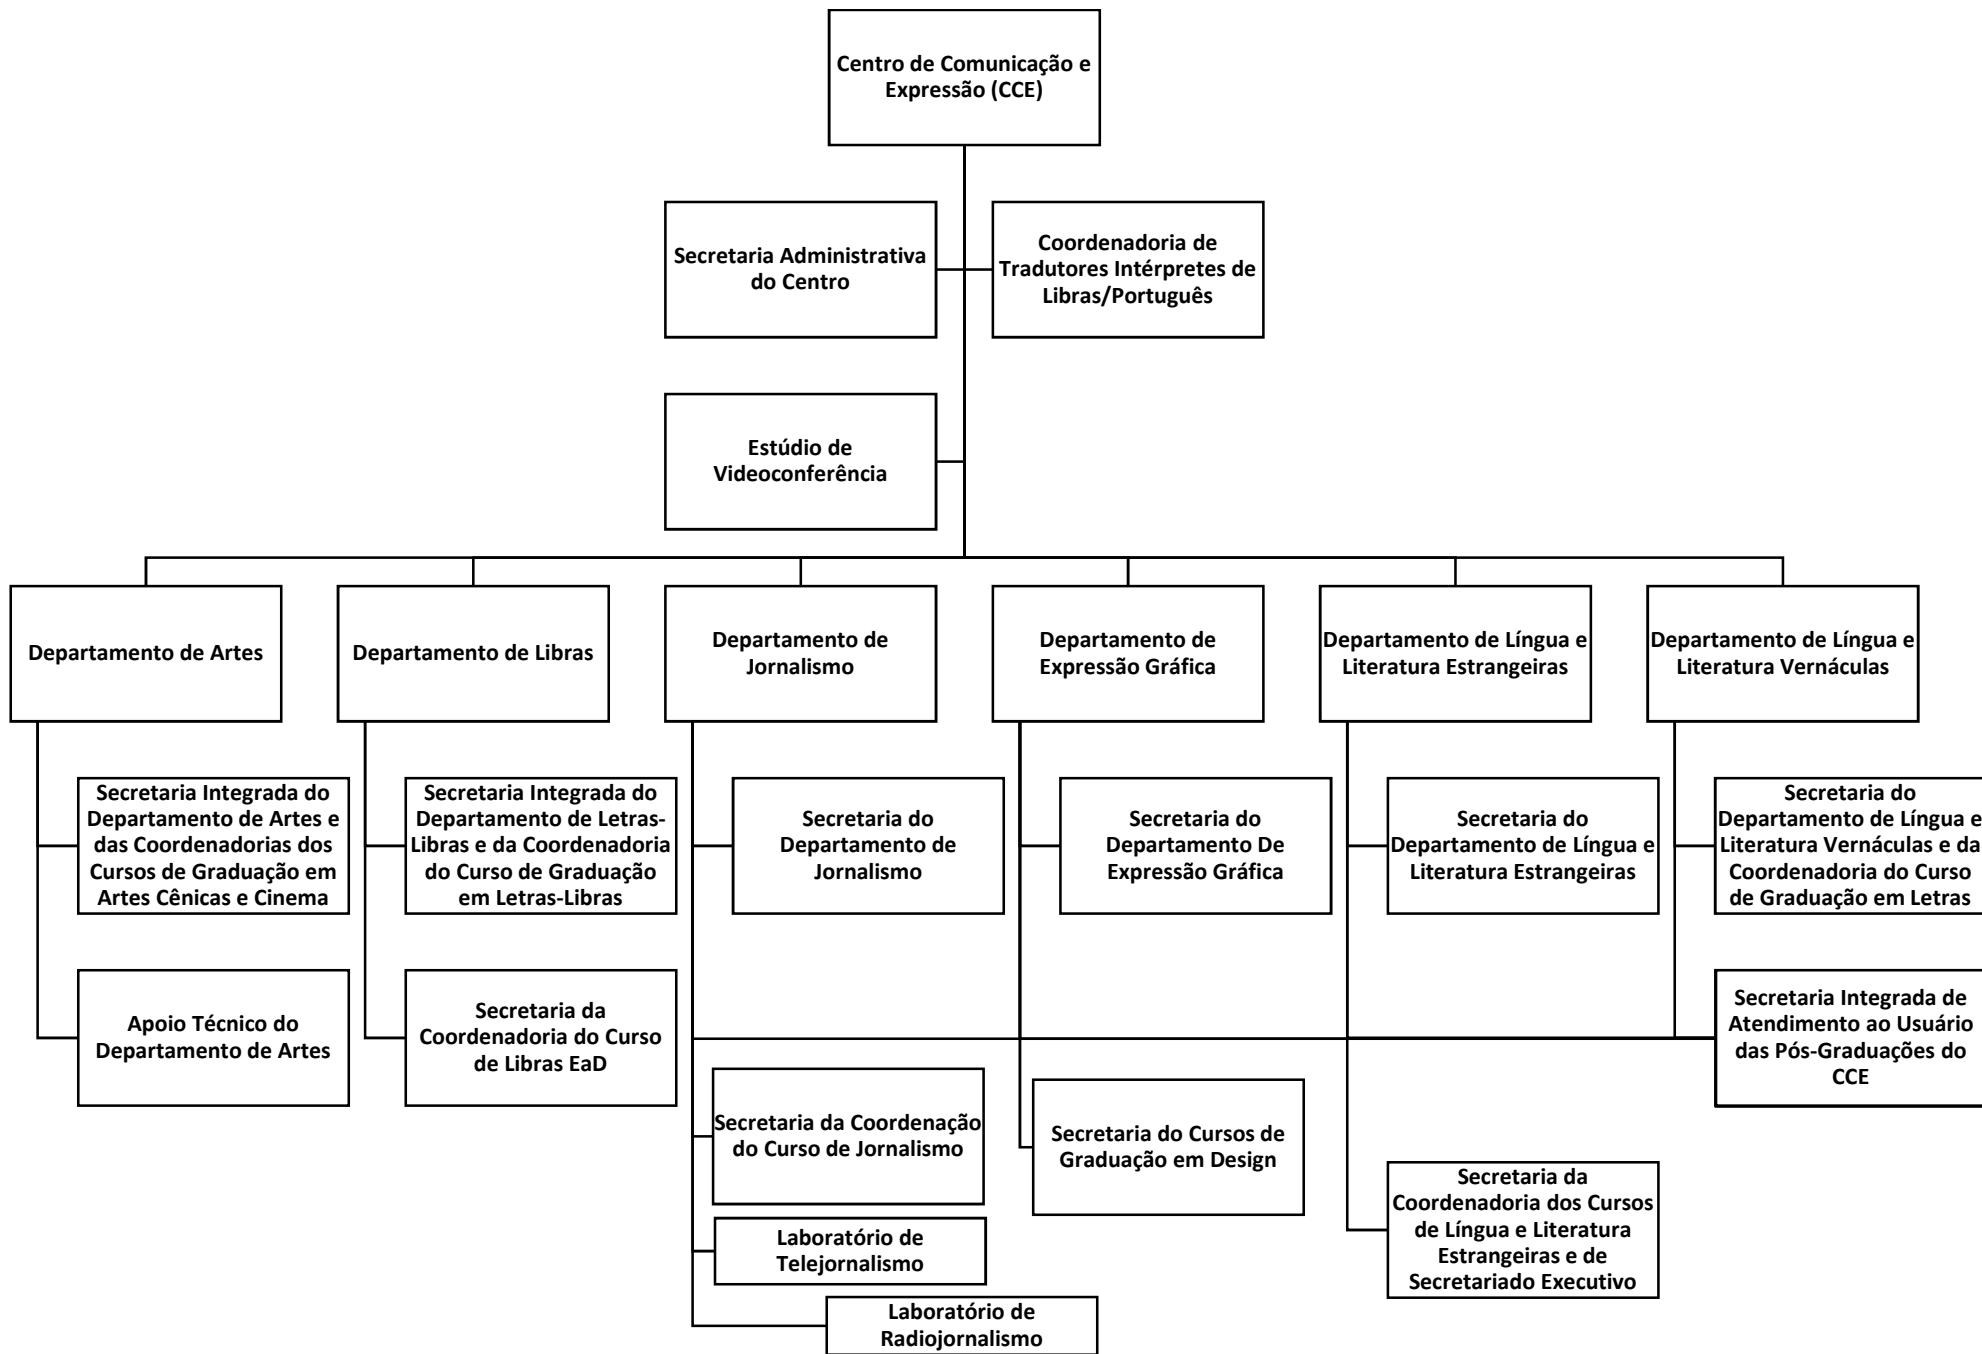 Centro de Comunicação e
Expressão (CCE)
Secretaria Administrativa
do Centro
Coordenadoria de
Tradutores Intérpretes de
Libras/Português
Estúdio de
Videoconferência
Departamento de Artes
Departamento de Libras
Departamento de
Jornalismo
Departamento de
Expressão Gráfica
Departamento de Língua e
Literatura Estrangeiras
Departamento de Língua e
Literatura Vernáculas
Secretaria Integrada do
Departamento de Artes e
das Coordenadorias dos
Cursos de Graduação em
Artes Cênicas e Cinema
Secretaria Integrada do
Departamento de Letras-
Libras e da Coordenadoria
do Curso de Graduação
em Letras-Libras
Secretaria do
Departamento de
Jornalismo
Secretaria do
Departamento De
Expressão Gráfica
Secretaria do
Departamento de Língua e
Literatura Estrangeiras
Secretaria do
Departamento de Língua e
Literatura Vernáculas e da
Coordenadoria do Curso
de Graduação em Letras
Apoio Técnico do
Departamento de Artes
Secretaria da
Coordenadoria do Curso
de Libras EaD
Secretaria Integrada de
Atendimento ao Usuário
das Pós-Graduações do
CCE
Secretaria da Coordenação
do Curso de Jornalismo
Secretaria do Cursos de
Graduação em Design
Secretaria da
Coordenadoria dos Cursos
de Língua e Literatura
Estrangeiras e de
Secretariado Executivo
Laboratório de
Telejornalismo
Laboratório de
Radiojornalismo